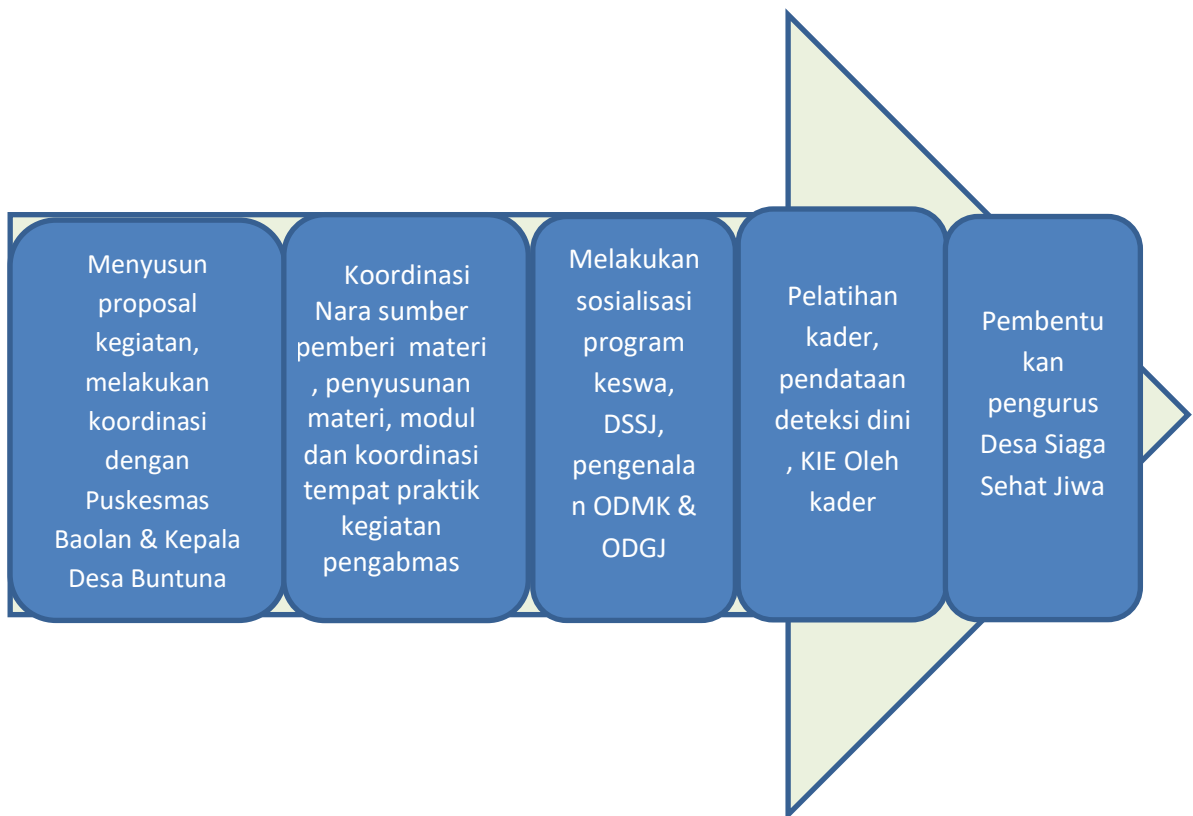 Menyusun
proposal
kegiatan,
melakukan
koordinasi
dengan
Puskesmas
Baolan & Kepala
Desa Buntuna
Koordinasi
Nara sumber
pemberi materi
, penyusunan
materi, modul
dan koordinasi
tempat praktik
kegiatan
pengabmas
Melakukan
sosialisasi
program
keswa,
DSSJ,
pengenala
n ODMK &
ODGJ
Pelatihan
kader,
pendataan
deteksi dini
, KIE Oleh
kader
Pembentu
kan
pengurus
Desa Siaga
Sehat Jiwa